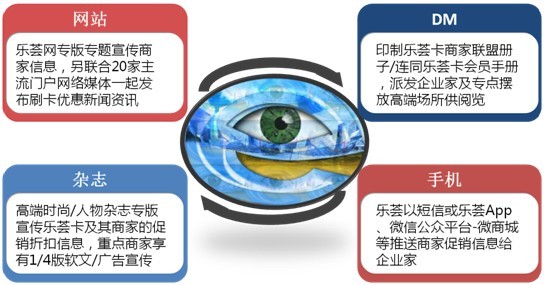 网站
乐荟网专版专题宣传商
家信息，另联合20家主
流门户网络媒体一起发
布刷卡优惠新闻资讯
DM
印制乐荟卡商家联盟册
子/连同乐荟卡会员手册
，派发企业家及专点摆
放高端场所供阅览
杂志
高端时尚/人物杂志专版
宣传乐荟卡及其商家的促
销折扣信息，重点商家享
有1/4版软文/广告宣传
手机
乐荟以短信或乐荟App
、微信公众平台-微商城
等推送商家促销信息给
企业家